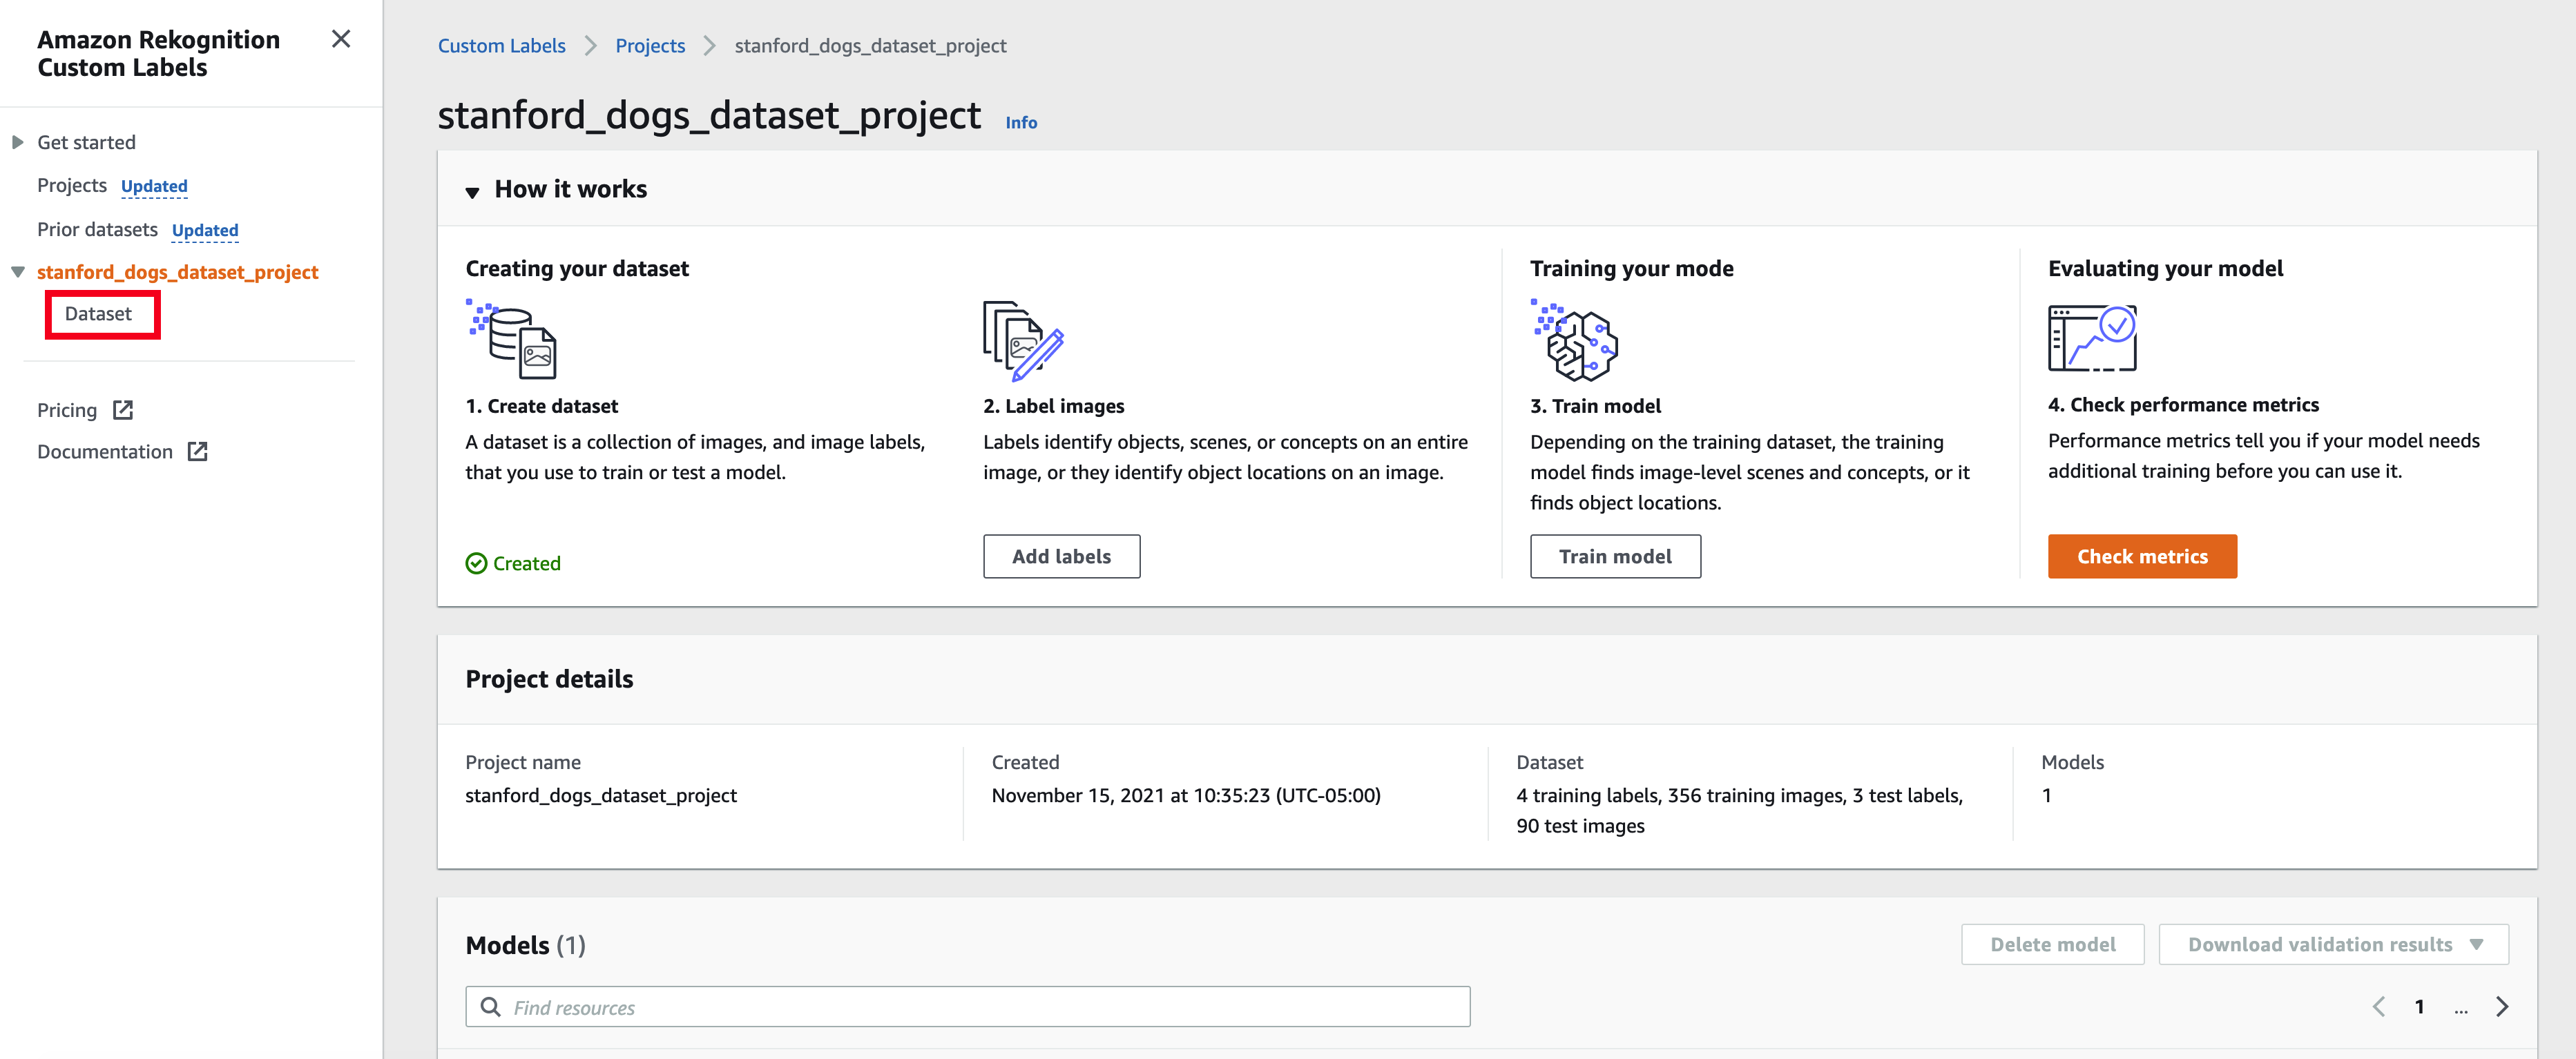 Amazon Rekognition
Custom Labels
Get started
Projects Updated
Prior datasets Updated
stanford_dogs_dataset_project
Dataset
Pricing
Documentation
Custom Labels Projects stanford_dogs_dataset_project
stanford_dogs_dataset_project Info
How it works
Creating your dataset
1. Create dataset
A dataset is a collection of images, and image labels,
that you use to train or test a model.
Created
2. Label images
Labels identify objects, scenes, or concepts on an entire
image, or they identify object locations on an image.
Add labels
Training your mode
3. Train model
Depending on the training dataset, the training
model finds image-level scenes and concepts, or it
finds object locations.
Train model
Evaluating your model
4. Check performance metrics
Performance metrics tell you if your model needs
additional training before you can use it.
Check metrics
Project details
Project name
stanford_dogs_dataset_project
Created
November 15, 2021 at 10:35:23 (UTC-05:00)
Dataset
4 training labels, 356 training images, 3 test labels,
90 test images
Models
1
Models (1)
Delete model
Download validation results
Find resources
1 ...